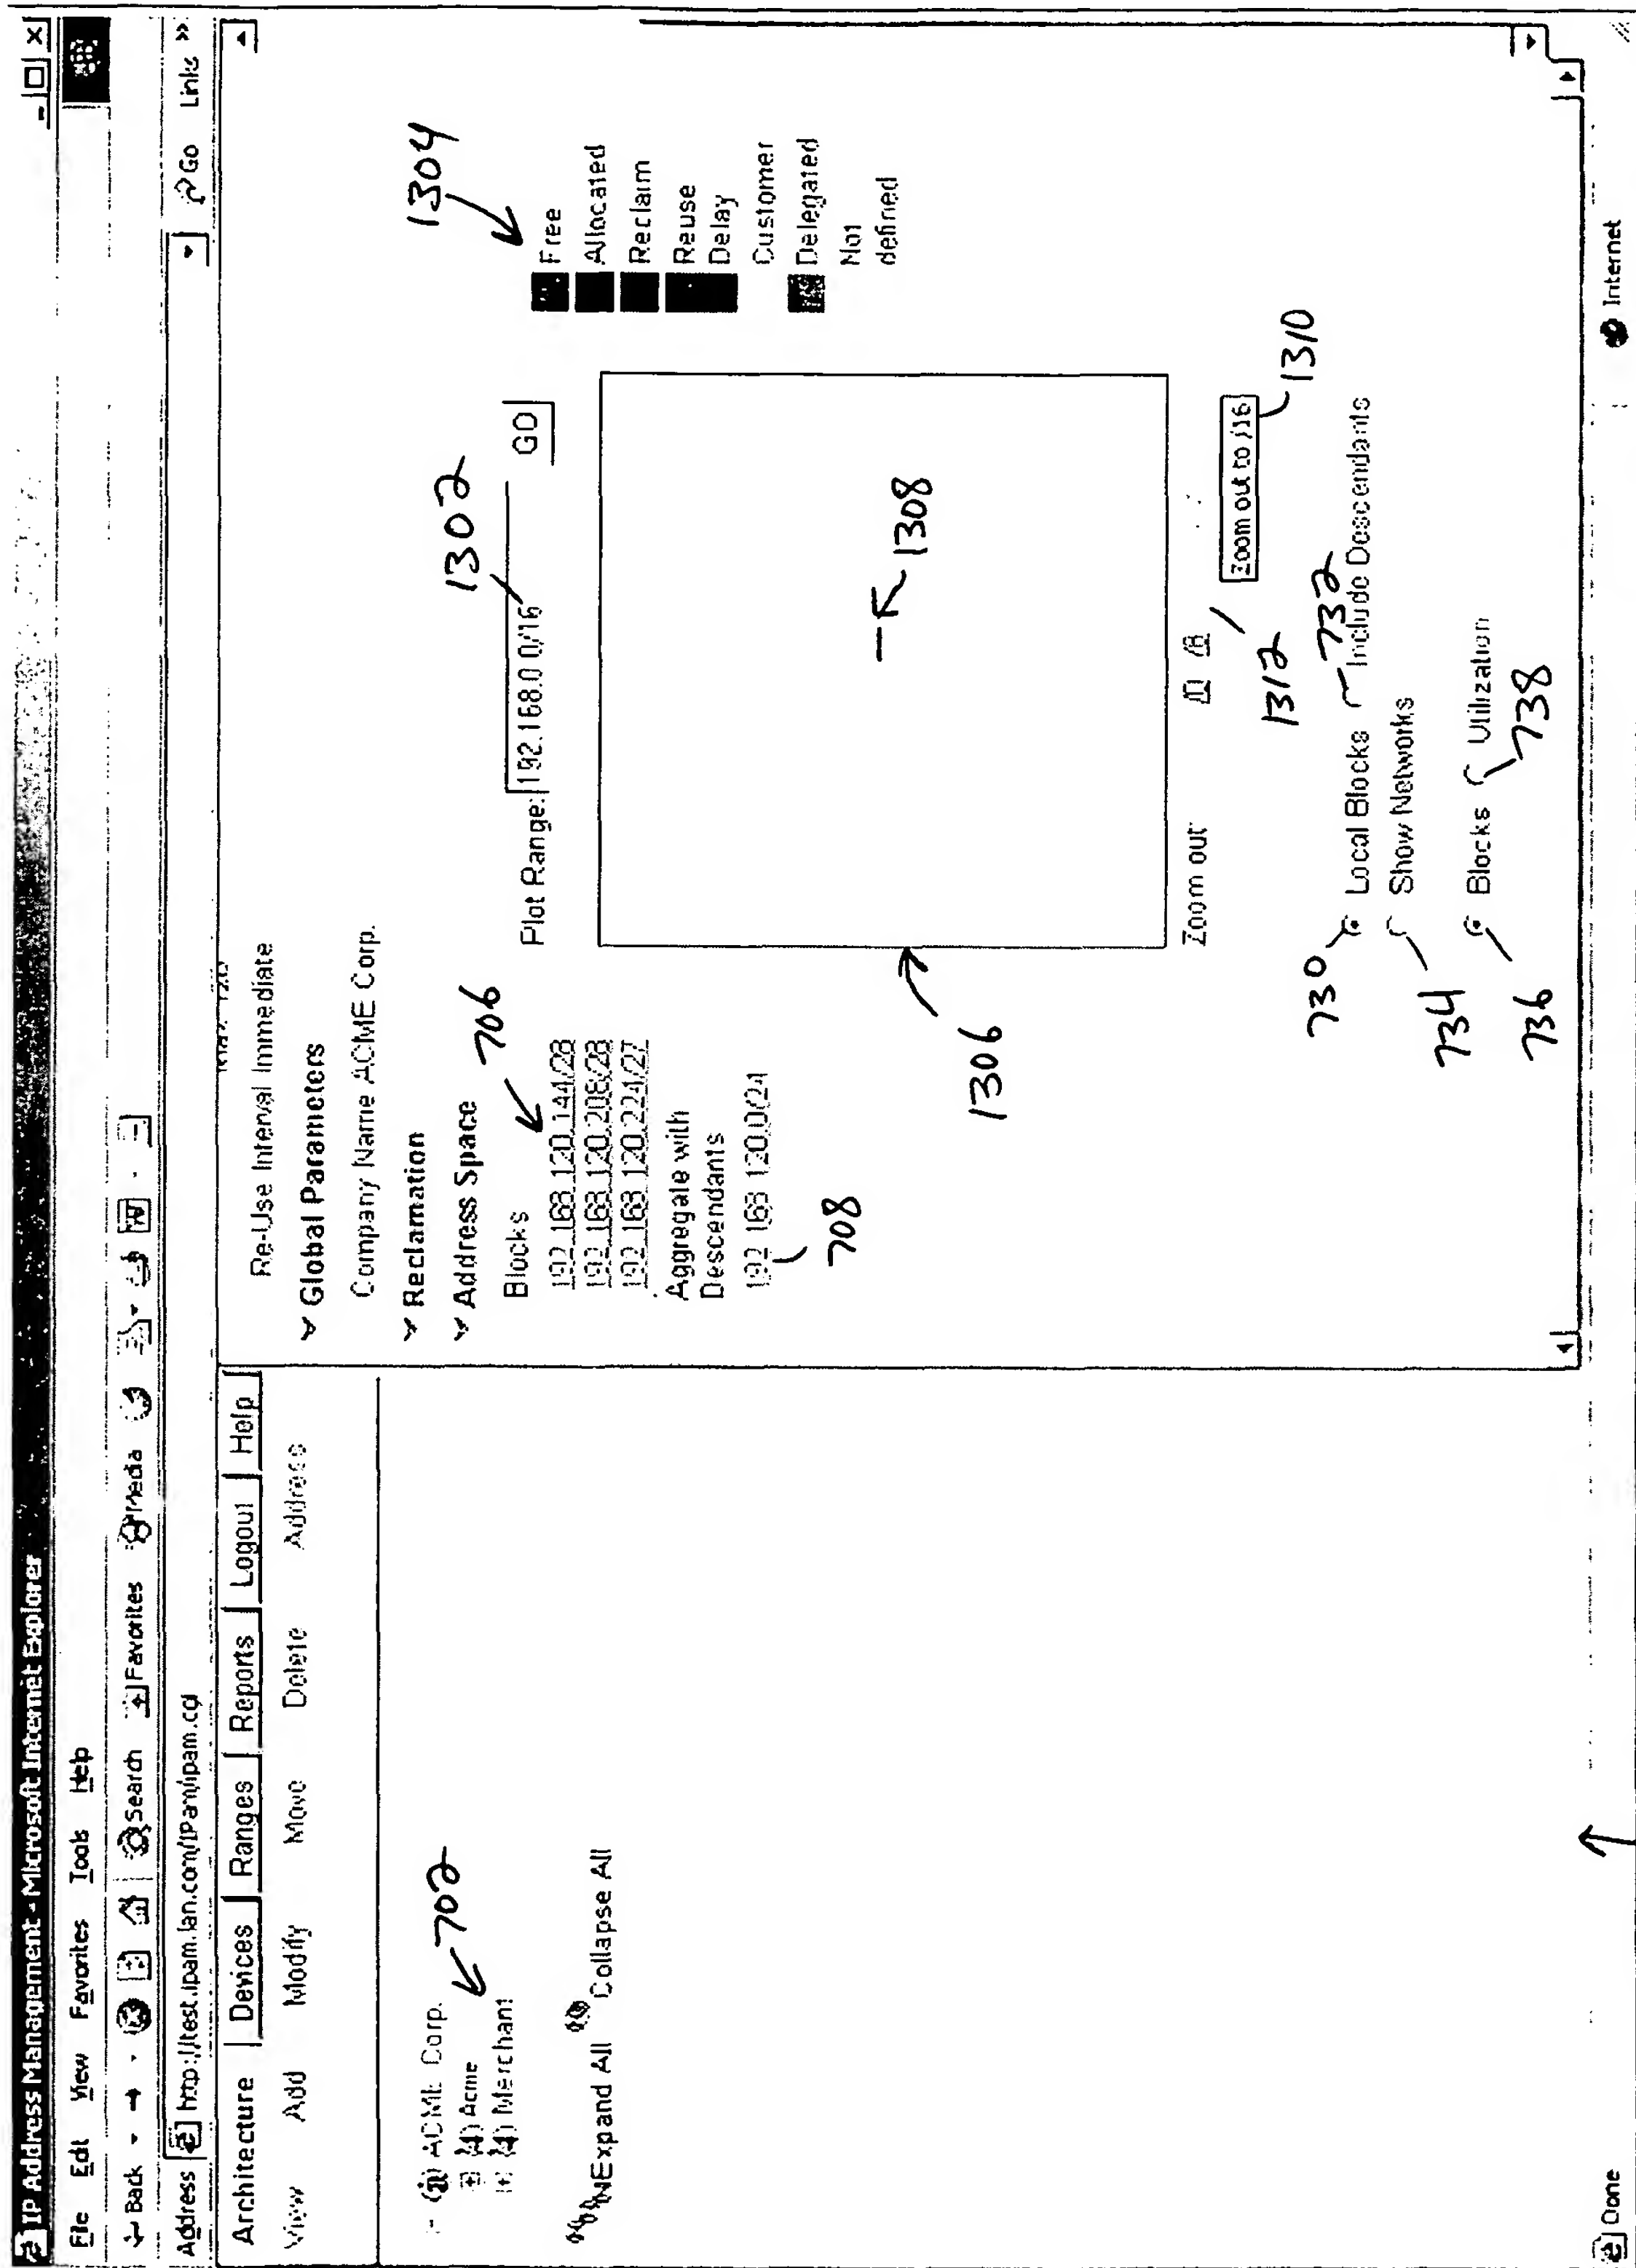 IP Address Management - Microsoft Internet Explorer
File Edit View Favorites Tools Help
Back Search Favorites Media
Address http://test.ipam.lan.com/IPam/ipam.cgi Go Links »
Architecture Devices Ranges Reports Logout Help
View Add Modify Move Delete Address
ACME Corp.
Acme
Merchant
702
Expand All Collapse All
Re-Use Interval Immediate
Global Parameters
Company Name ACME Corp.
Reclamation
Address Space
706
Blocks
192.168.120.144/28
192.168.120.208/28
192.168.120.224/27
Aggregate with
Descendants
192.168.120.0/24
708
Plot Range: 192.168.0.0/16 GO
1302
1304
Free
Allocated
Reclaim
Reuse
Delay
Customer
Delegated
Not
defined
1306
1308
Zoom out /0 /8
Zoom out to /16
1310
1312
730 Local Blocks 732 Include Descendants
734 Show Networks
736 Blocks Utilization 738
Done Internet